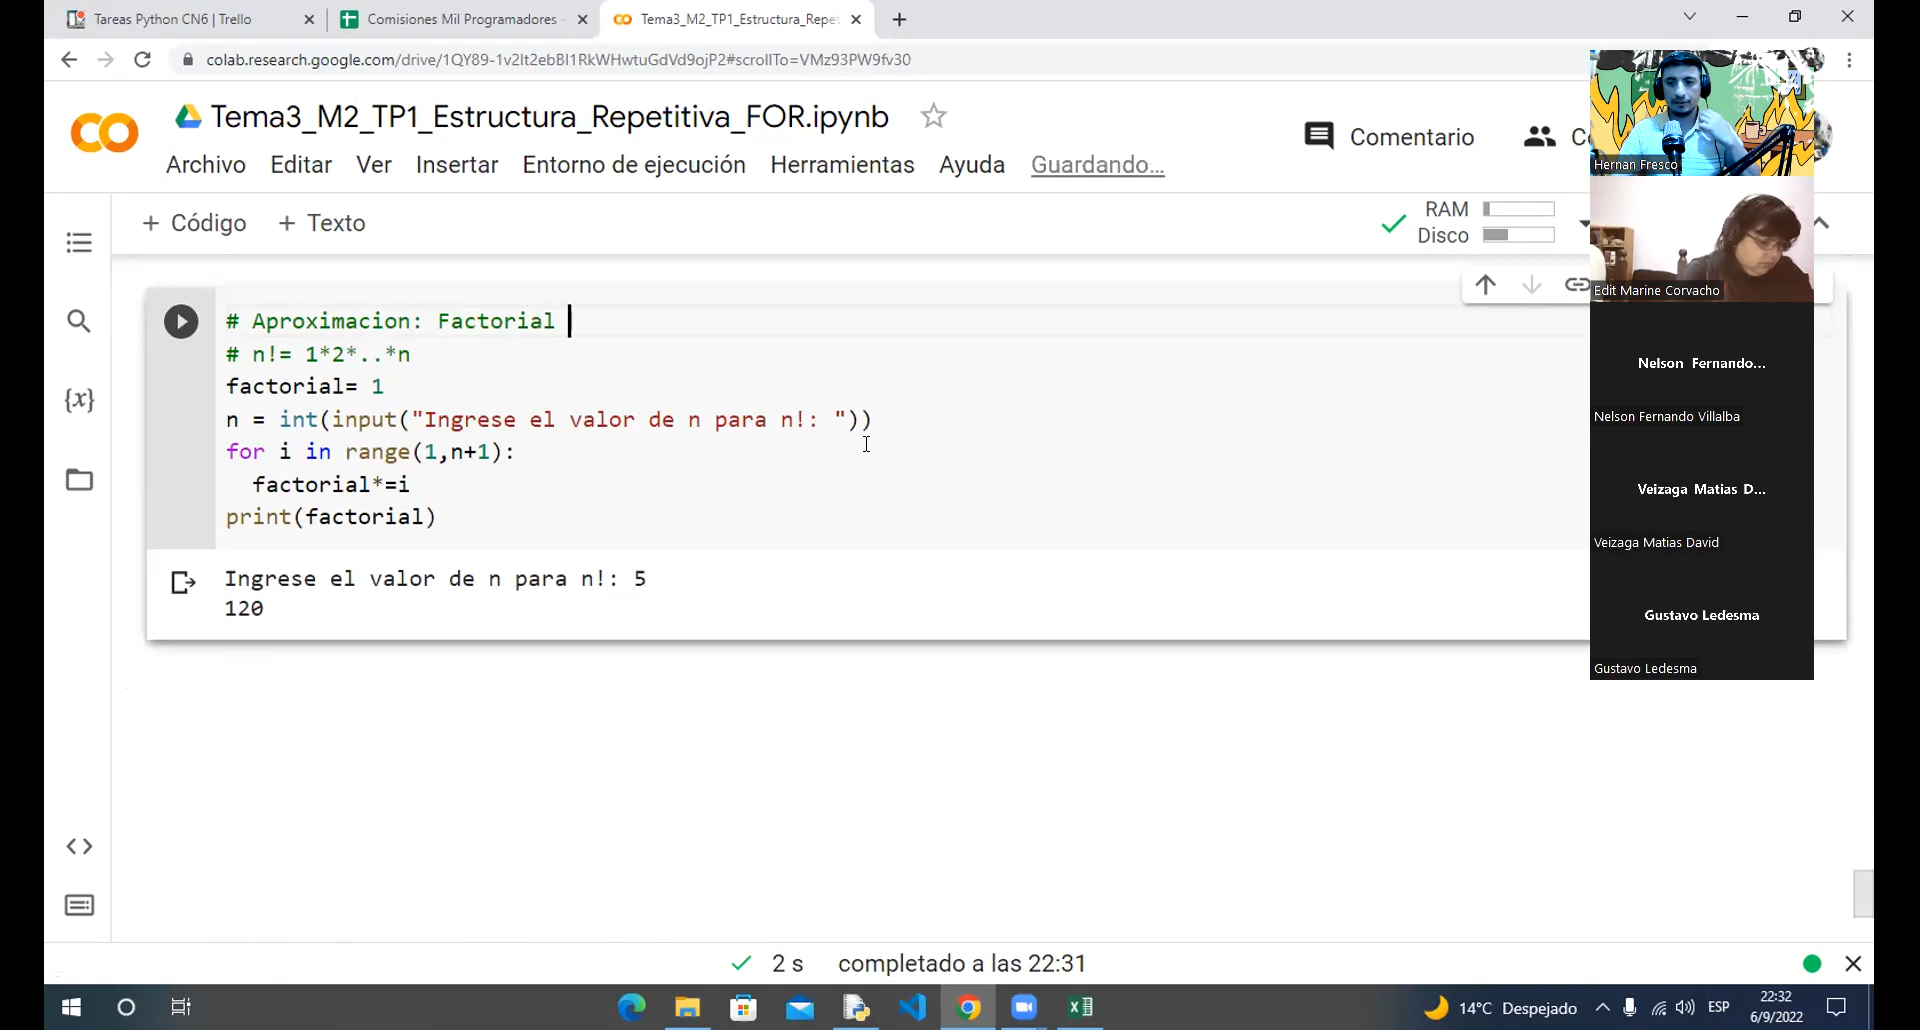 Tareas Python CN6 | Trello
Comisiones Mil Programadores -
Tema3_M2_TP1_Estructura_Repet
colab.research.google.com/drive/1QY89-1v2lt2ebBl1RkWHwtuGdVd9ojP2#scrollTo=VMz93PW9fv30
Tema3_M2_TP1_Estructura_Repetitiva_FOR.ipynb
Comentario
Archivo Editar Ver Insertar Entorno de ejecución Herramientas Ayuda Guardando...
+ Código + Texto
RAM
Disco
# Aproximacion: Factorial
# n!= 1*2*..*n
factorial= 1
n = int(input("Ingrese el valor de n para n!: "))
for i in range(1,n+1):
factorial*=i
print(factorial)
Ingrese el valor de n para n!: 5
120
Hernan Fresco
Edit Marine Corvacho
Nelson Fernando...
Nelson Fernando Villalba
Veizaga Matias D...
Veizaga Matias David
Gustavo Ledesma
Gustavo Ledesma
2 s completado a las 22:31
14°C Despejado
ESP
22:32
6/9/2022